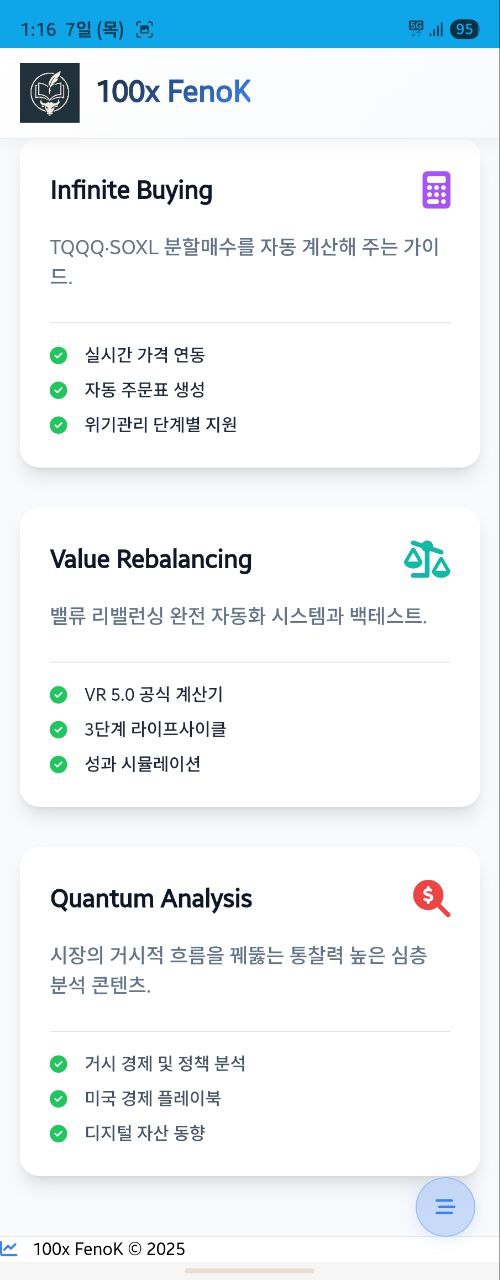 1:16 7일 (목) 5G 95
100x FenoK
Infinite Buying
TQQQ·SOXL 분할매수를 자동 계산해 주는 가이
드.
실시간 가격 연동
자동 주문표 생성
위기관리 단계별 지원
Value Rebalancing
밸류 리밸런싱 완전 자동화 시스템과 백테스트.
VR 5.0 공식 계산기
3단계 라이프사이클
성과 시뮬레이션
Quantum Analysis
시장의 거시적 흐름을 꿰뚫는 통찰력 높은 심층
분석 콘텐츠.
거시 경제 및 정책 분석
미국 경제 플레이북
디지털 자산 동향
100x FenoK © 2025